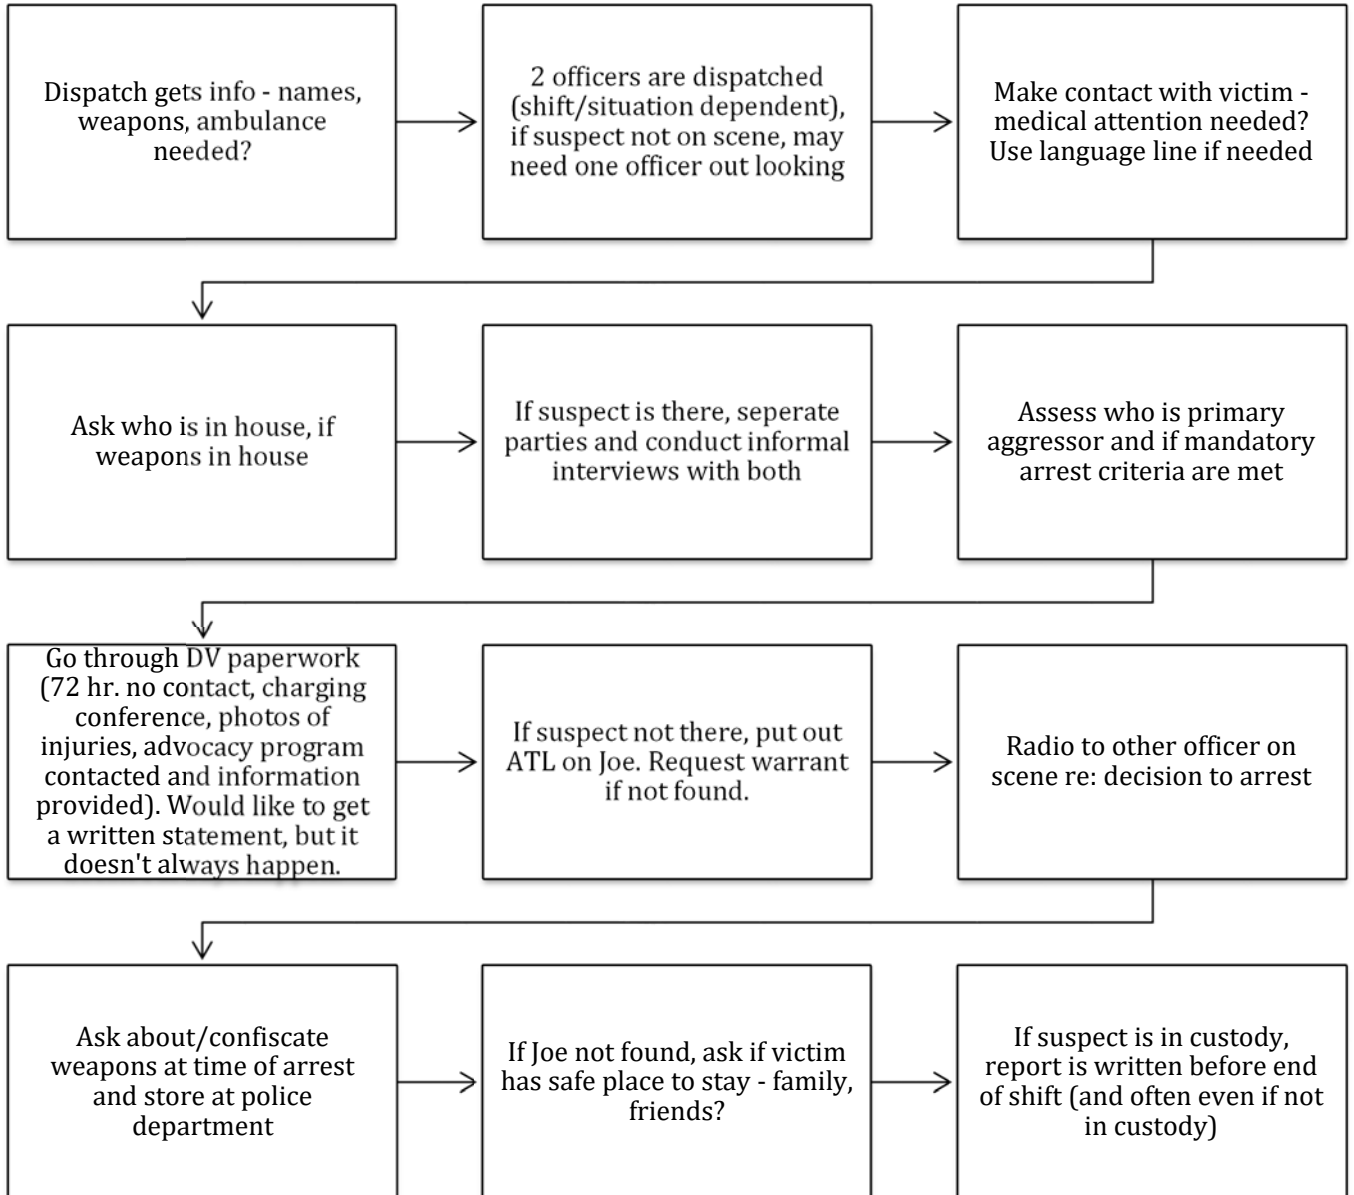 Dispatch gets info - names,
weapons, ambulance
needed?
2 officers are dispatched
(shift/situation dependent),
if suspect not on scene, may
need one officer out looking
Make contact with victim -
medical attention needed?
Use language line if needed
Ask who is in house, if
weapons in house
If suspect is there, seperate
parties and conduct informal
interviews with both
Assess who is primary
aggressor and if mandatory
arrest criteria are met
Go through DV paperwork
(72 hr. no contact, charging
conference, photos of
injuries, advocacy program
contacted and information
provided). Would like to get
a written statement, but it
doesn't always happen.
If suspect not there, put out
ATL on Joe. Request warrant
if not found.
Radio to other officer on
scene re: decision to arrest
Ask about/confiscate
weapons at time of arrest
and store at police
department
If Joe not found, ask if victim
has safe place to stay - family,
friends?
If suspect is in custody,
report is written before end
of shift (and often even if not
in custody)